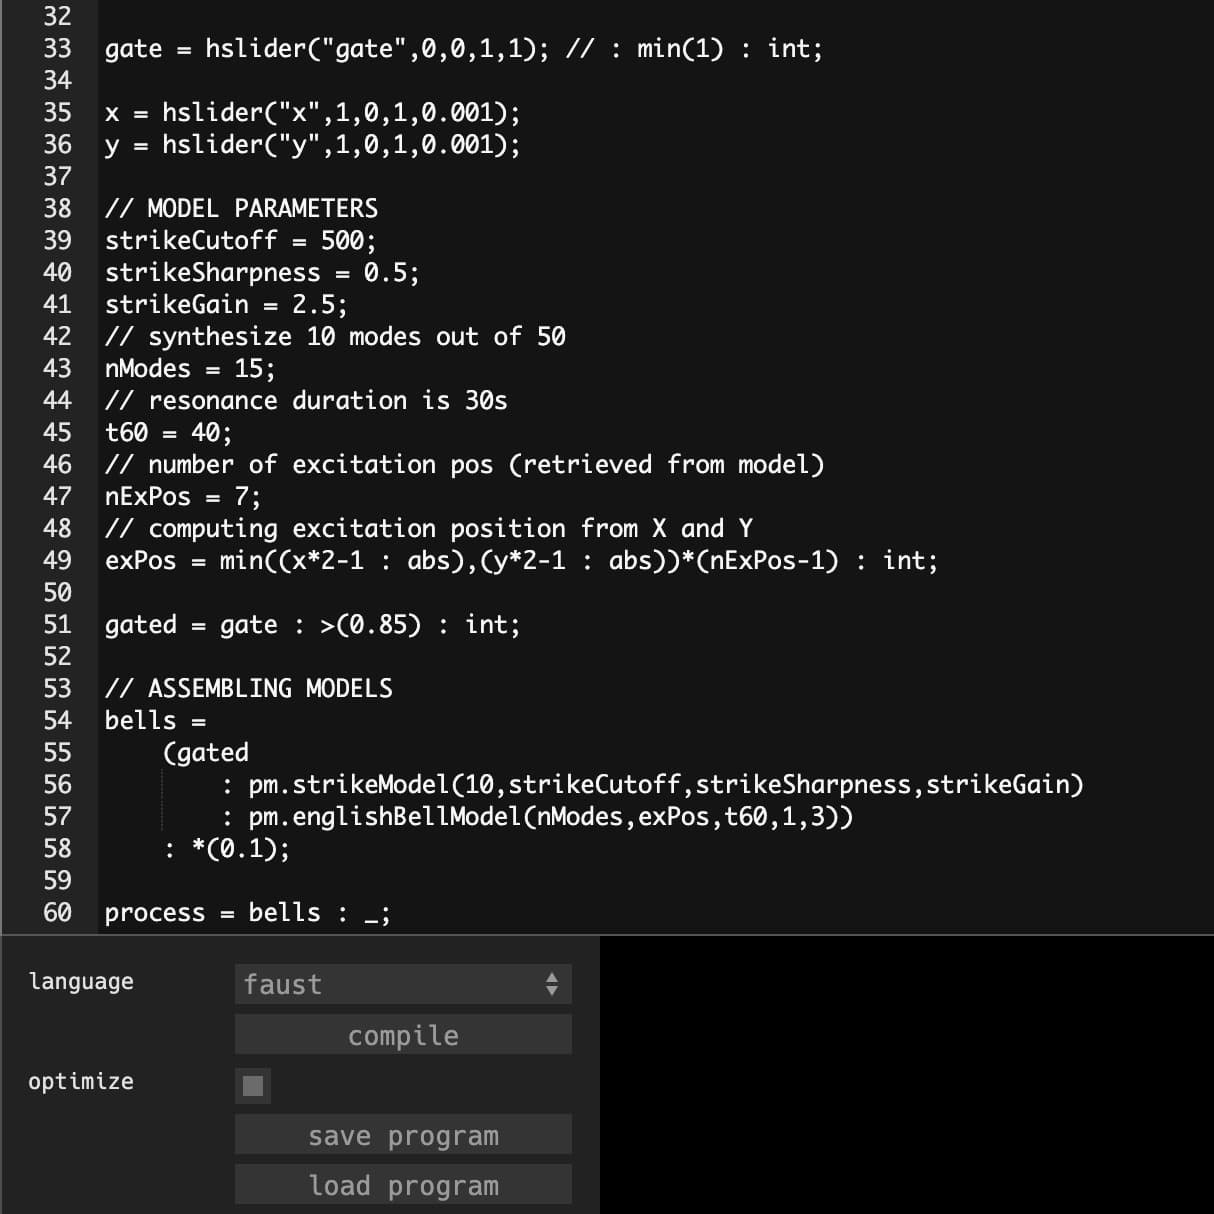 32
33 gate = hslider("gate",0,0,1,1); // : min(1) : int;
34
35 x = hslider("x",1,0,1,0.001);
36 y = hslider("y",1,0,1,0.001);
37
38 // MODEL PARAMETERS
39 strikeCutoff = 500;
40 strikeSharpness = 0.5;
41 strikeGain = 2.5;
42 // synthesize 10 modes out of 50
43 nModes = 15;
44 // resonance duration is 30s
45 t60 = 40;
46 // number of excitation pos (retrieved from model)
47 nExPos = 7;
48 // computing excitation position from X and Y
49 exPos = min((x*2-1 : abs),(y*2-1 : abs))*(nExPos-1) : int;
50
51 gated = gate : >(0.85) : int;
52
53 // ASSEMBLING MODELS
54 bells =
55     (gated
56         : pm.strikeModel(10,strikeCutoff,strikeSharpness,strikeGain)
57         : pm.englishBellModel(nModes,exPos,t60,1,3))
58     : *(0.1);
59
60 process = bells : _;
language faust
compile
optimize
save program
load program